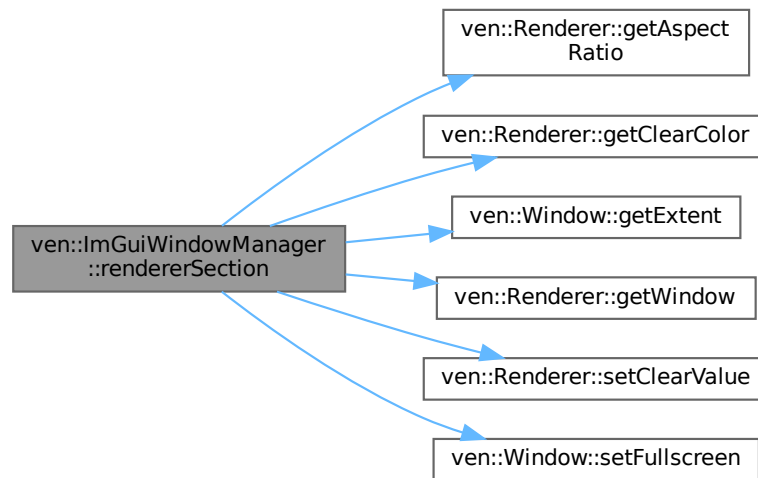 ven::Renderer::getAspect
Ratio
ven::Renderer::getClearColor
ven::Window::getExtent
ven::ImGuiWindowManager
::rendererSection
ven::Renderer::getWindow
ven::Renderer::setClearValue
ven::Window::setFullscreen